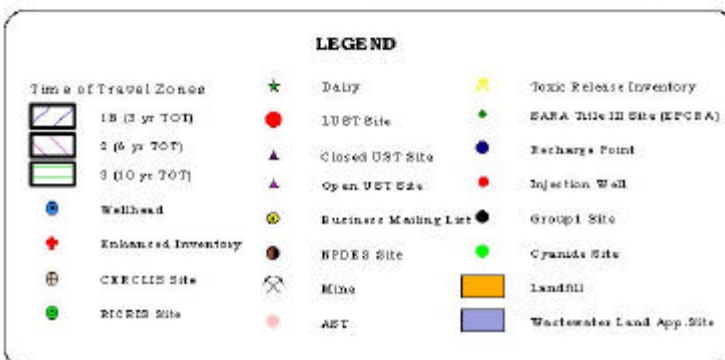 LEGEND
Time of Travel Zones
1B (3 yr TOT)
2 (6 yr TOT)
3 (10 yr TOT)
Wellhead
Enhanced Inventory
CERCLIS Site
RICRIS Site
Dairy
LUST Site
Closed UST Site
Open UST Site
Business Mailing List
NPDES Site
Mine
AST
Toxic Release Inventory
SARA Title III Site (EPCRA)
Recharge Point
Injection Well
Group1 Site
Cyanide Site
Landfill
Wastewater Land App.Site